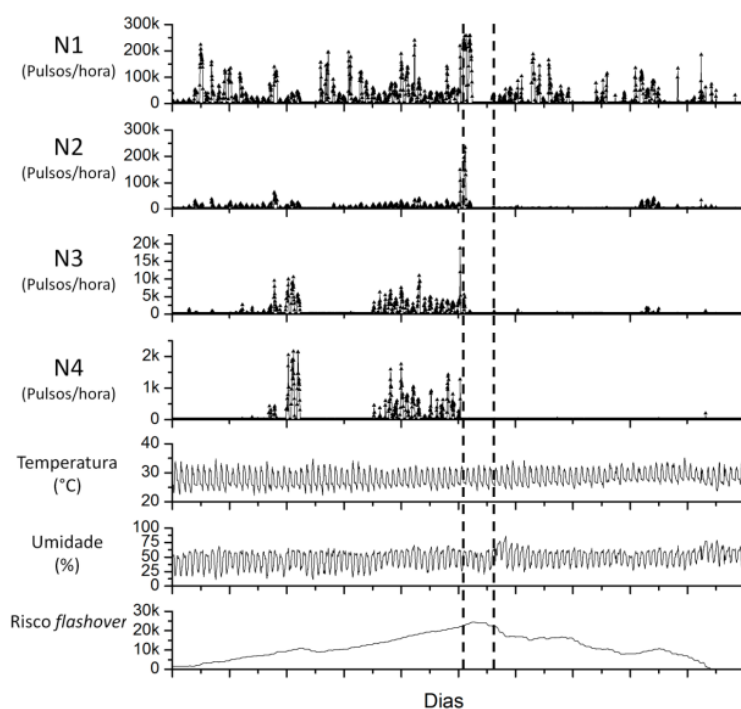 N1
(Pulsos/hora)
300k
200k
100k
0
N2
(Pulsos/hora)
300k
200k
100k
0
N3
(Pulsos/hora)
20k
15k
10k
5k
0
N4
(Pulsos/hora)
2k
1k
0
Temperatura
(°C)
40
30
20
Umidade
(%)
100
75
50
25
0
Risco flashover
30k
20k
10k
0
Dias